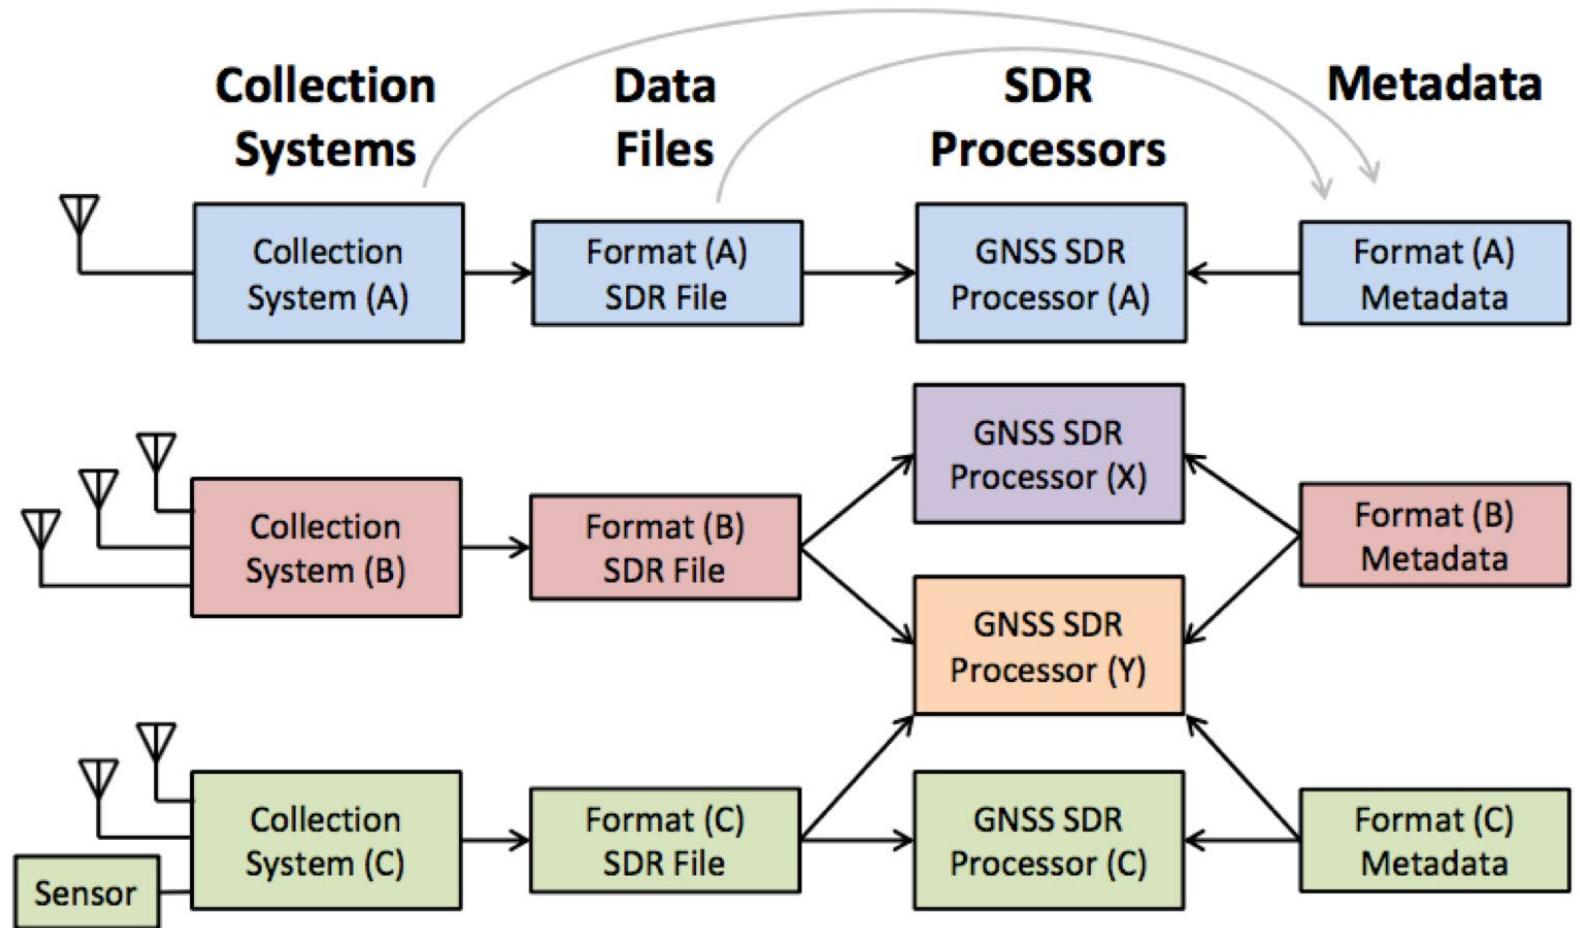 Collection
Systems
Data
Files
SDR
Processors
Metadata
Collection
System (A)
Format (A)
SDR File
GNSS SDR
Processor (A)
Format (A)
Metadata
GNSS SDR
Processor (X)
Collection
System (B)
Format (B)
SDR File
Format (B)
Metadata
GNSS SDR
Processor (Y)
Collection
System (C)
Format (C)
SDR File
GNSS SDR
Processor (C)
Format (C)
Metadata
Sensor